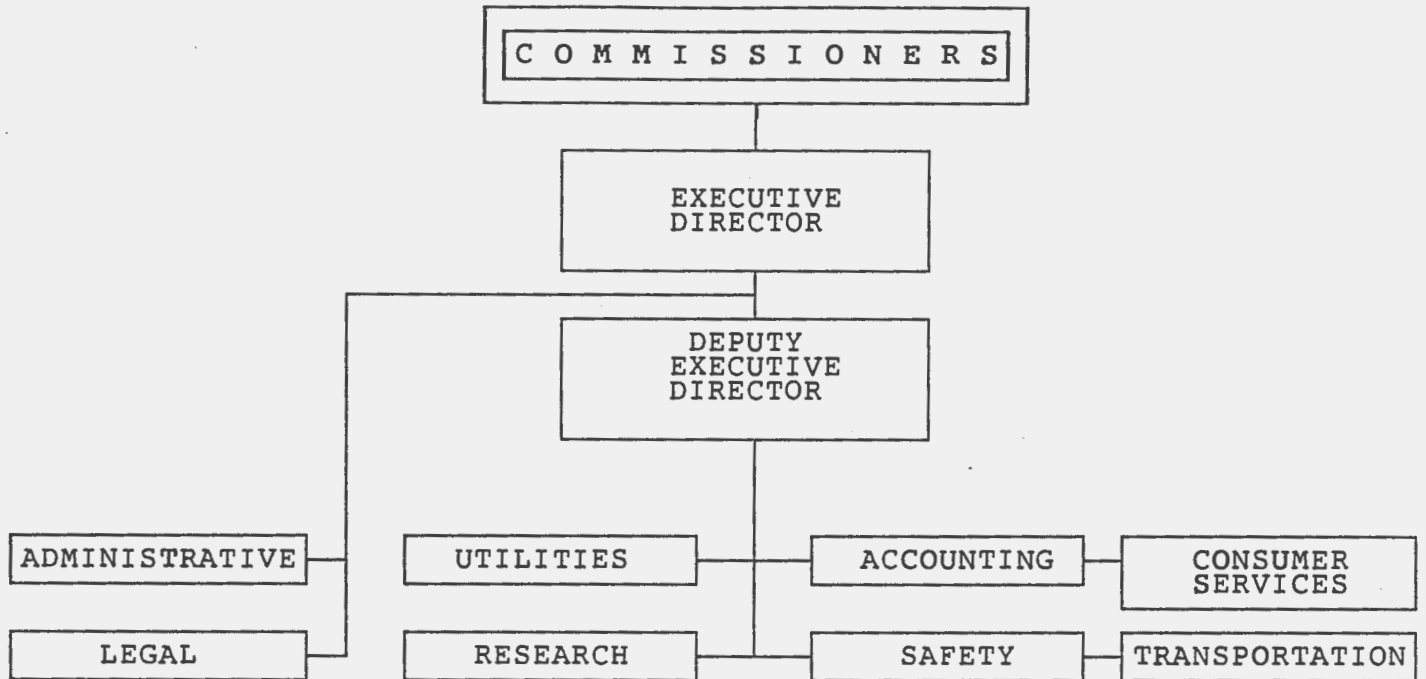 COMMISSIONERS
EXECUTIVE
DIRECTOR
DEPUTY
EXECUTIVE
DIRECTOR
ADMINISTRATIVE
UTILITIES
ACCOUNTING
CONSUMER
SERVICES
LEGAL
RESEARCH
SAFETY
TRANSPORTATION